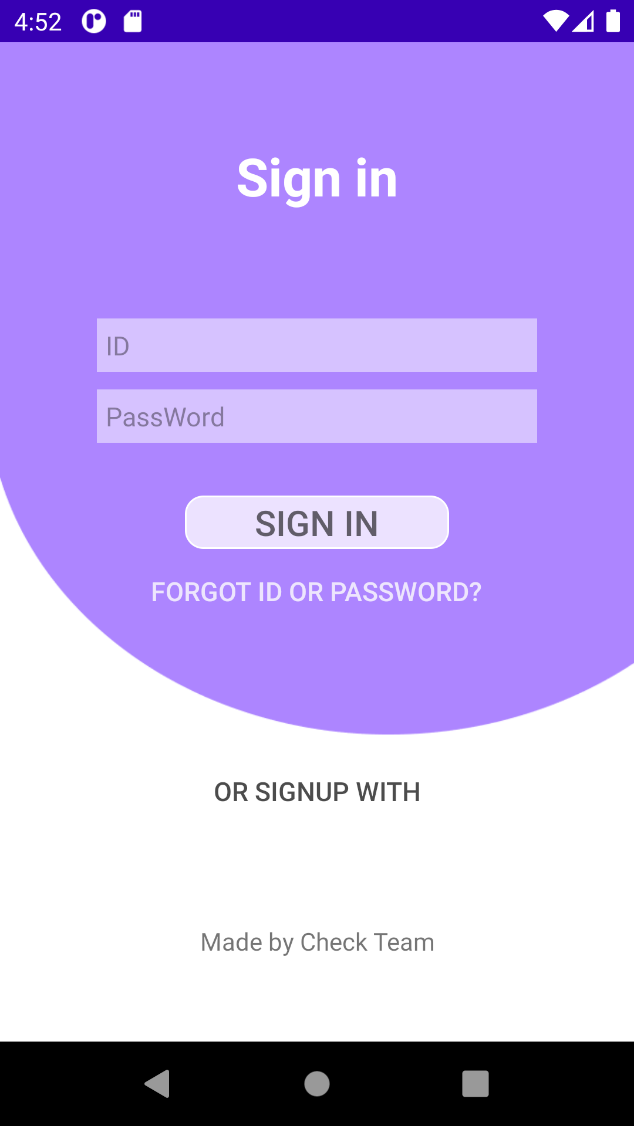 4:52
Sign in
ID
PassWord
SIGN IN
FORGOT ID OR PASSWORD?
OR SIGNUP WITH
Made by Check Team